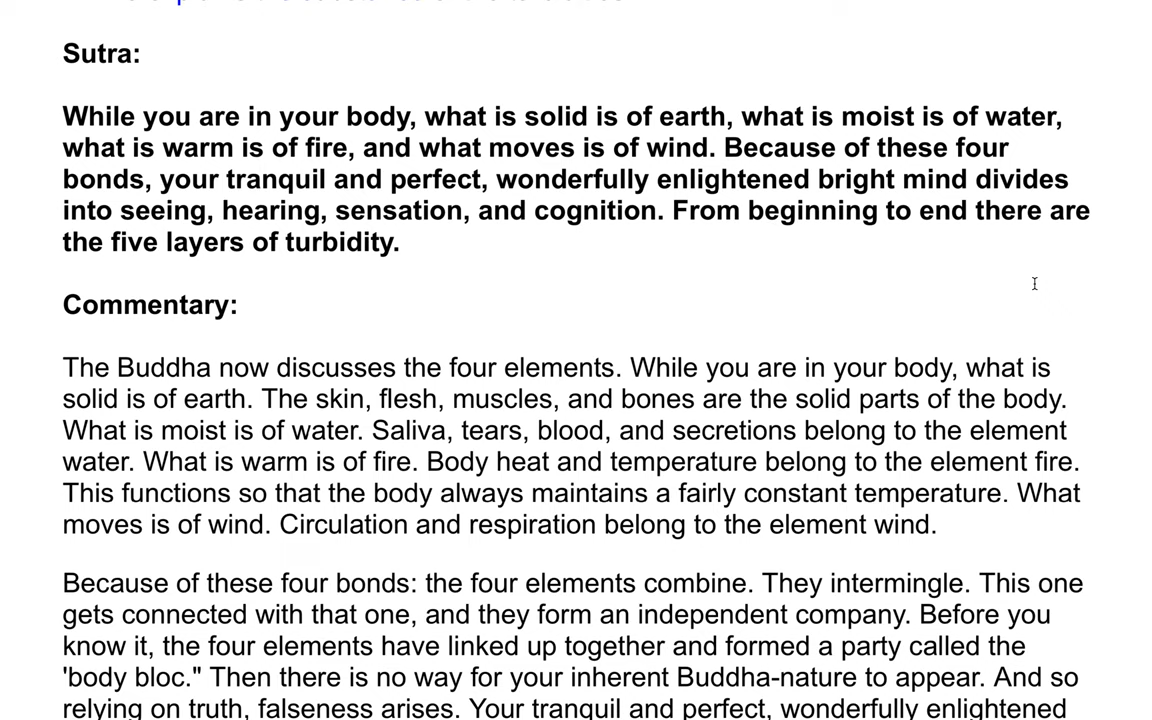 Sutra:
While you are in your body, what is solid is of earth, what is moist is of water,
what is warm is of fire, and what moves is of wind. Because of these four
bonds, your tranquil and perfect, wonderfully enlightened bright mind divides
into seeing, hearing, sensation, and cognition. From beginning to end there are
the five layers of turbidity.
Commentary:
The Buddha now discusses the four elements. While you are in your body, what is
solid is of earth. The skin, flesh, muscles, and bones are the solid parts of the body.
What is moist is of water. Saliva, tears, blood, and secretions belong to the element
water. What is warm is of fire. Body heat and temperature belong to the element fire.
This functions so that the body always maintains a fairly constant temperature. What
moves is of wind. Circulation and respiration belong to the element wind.
Because of these four bonds: the four elements combine. They intermingle. This one
gets connected with that one, and they form an independent company. Before you
know it, the four elements have linked up together and formed a party called the
'body bloc." Then there is no way for your inherent Buddha-nature to appear. And so
relying on truth, falseness arises. Your tranquil and perfect, wonderfully enlightened